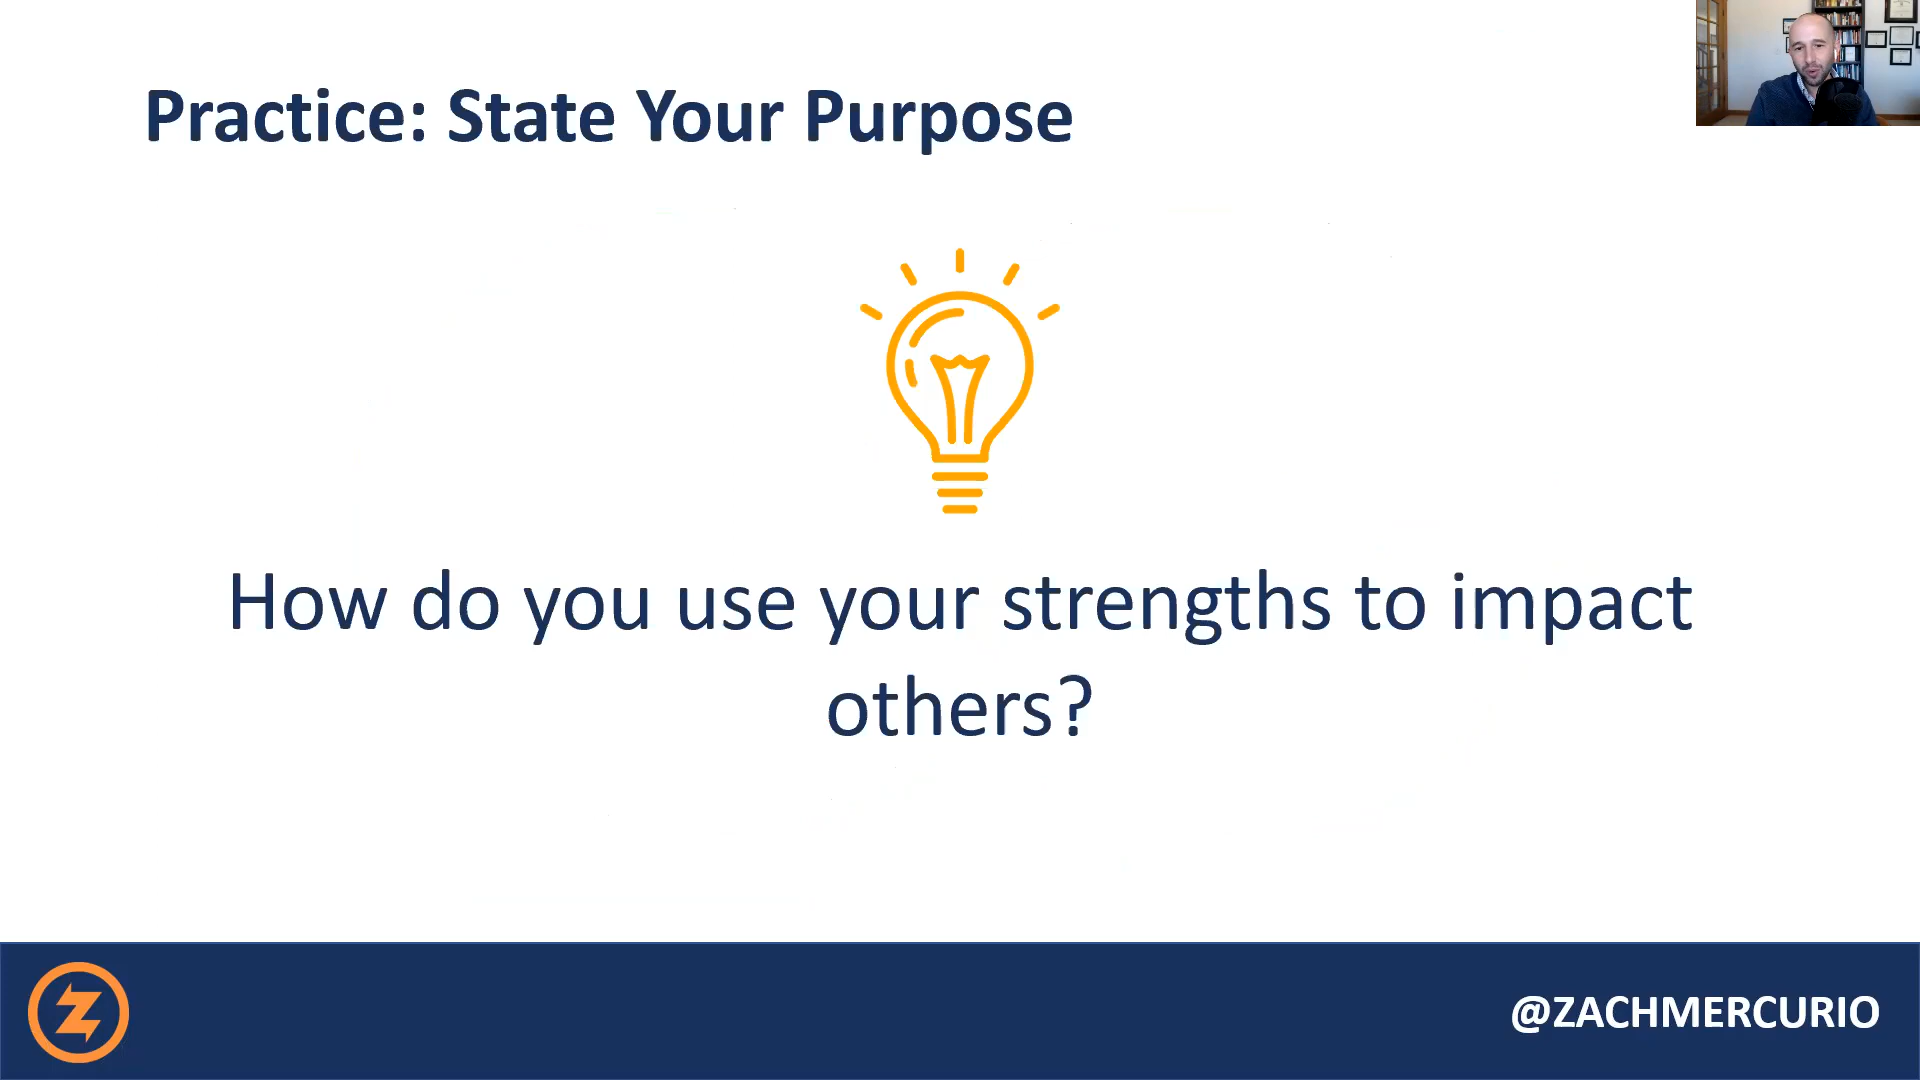 Practice: State Your Purpose
How do you use your strengths to impact
others?
Z
@ZACHMERCURIO